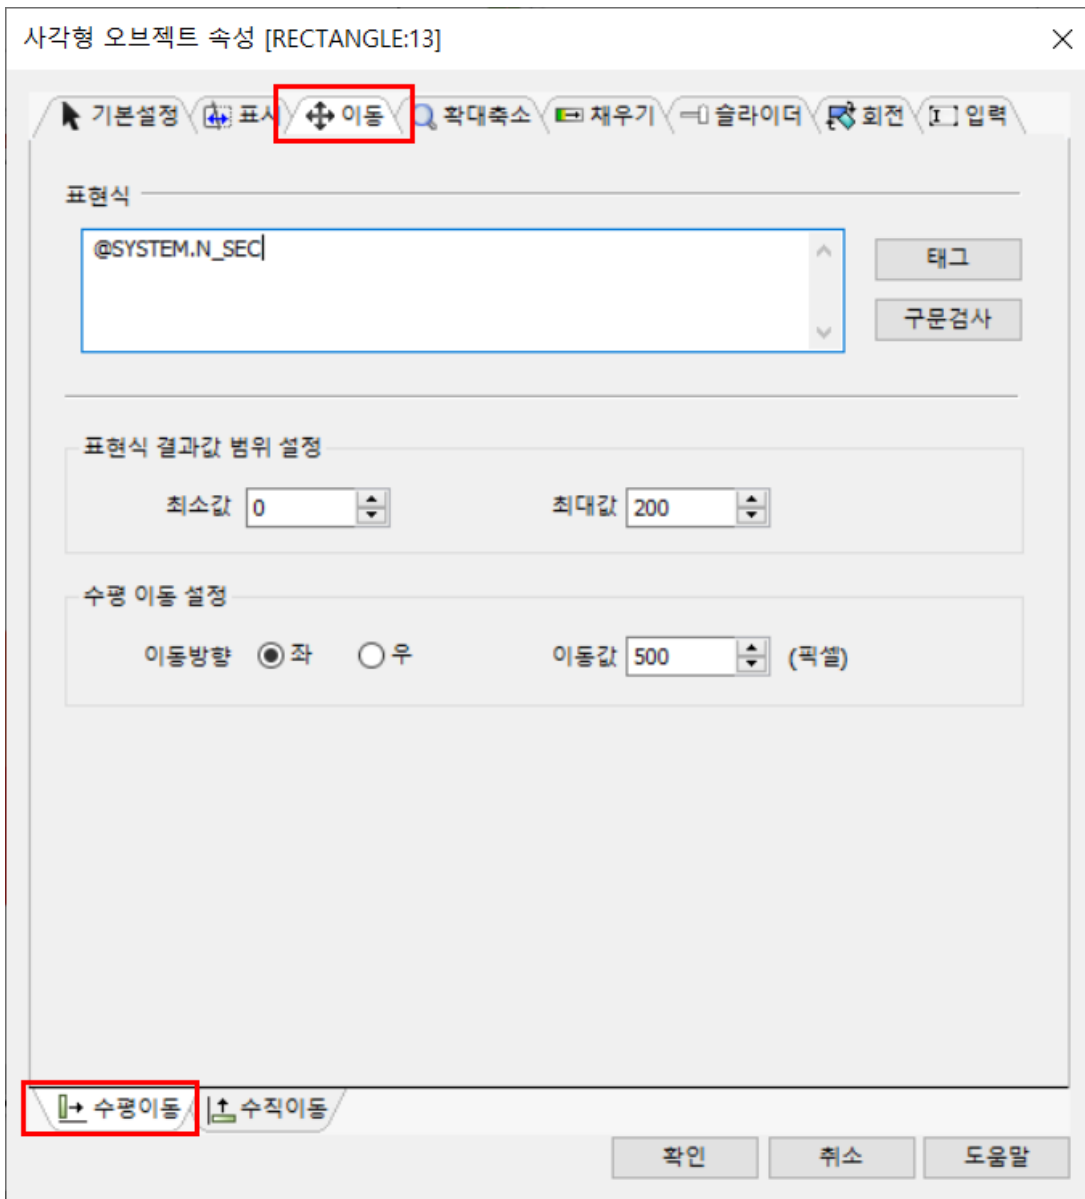 사각형 오브젝트 속성 [RECTANGLE:13]
기본설정 표시 이동 확대축소 채우기 슬라이더 회전 입력
표현식
@SYSTEM.N_SEC
태그
구문검사
표현식 결과값 범위 설정
최소값 0 최대값 200
수평 이동 설정
이동방향 좌 우 이동값 500 (픽셀)
수평이동 수직이동
확인 취소 도움말